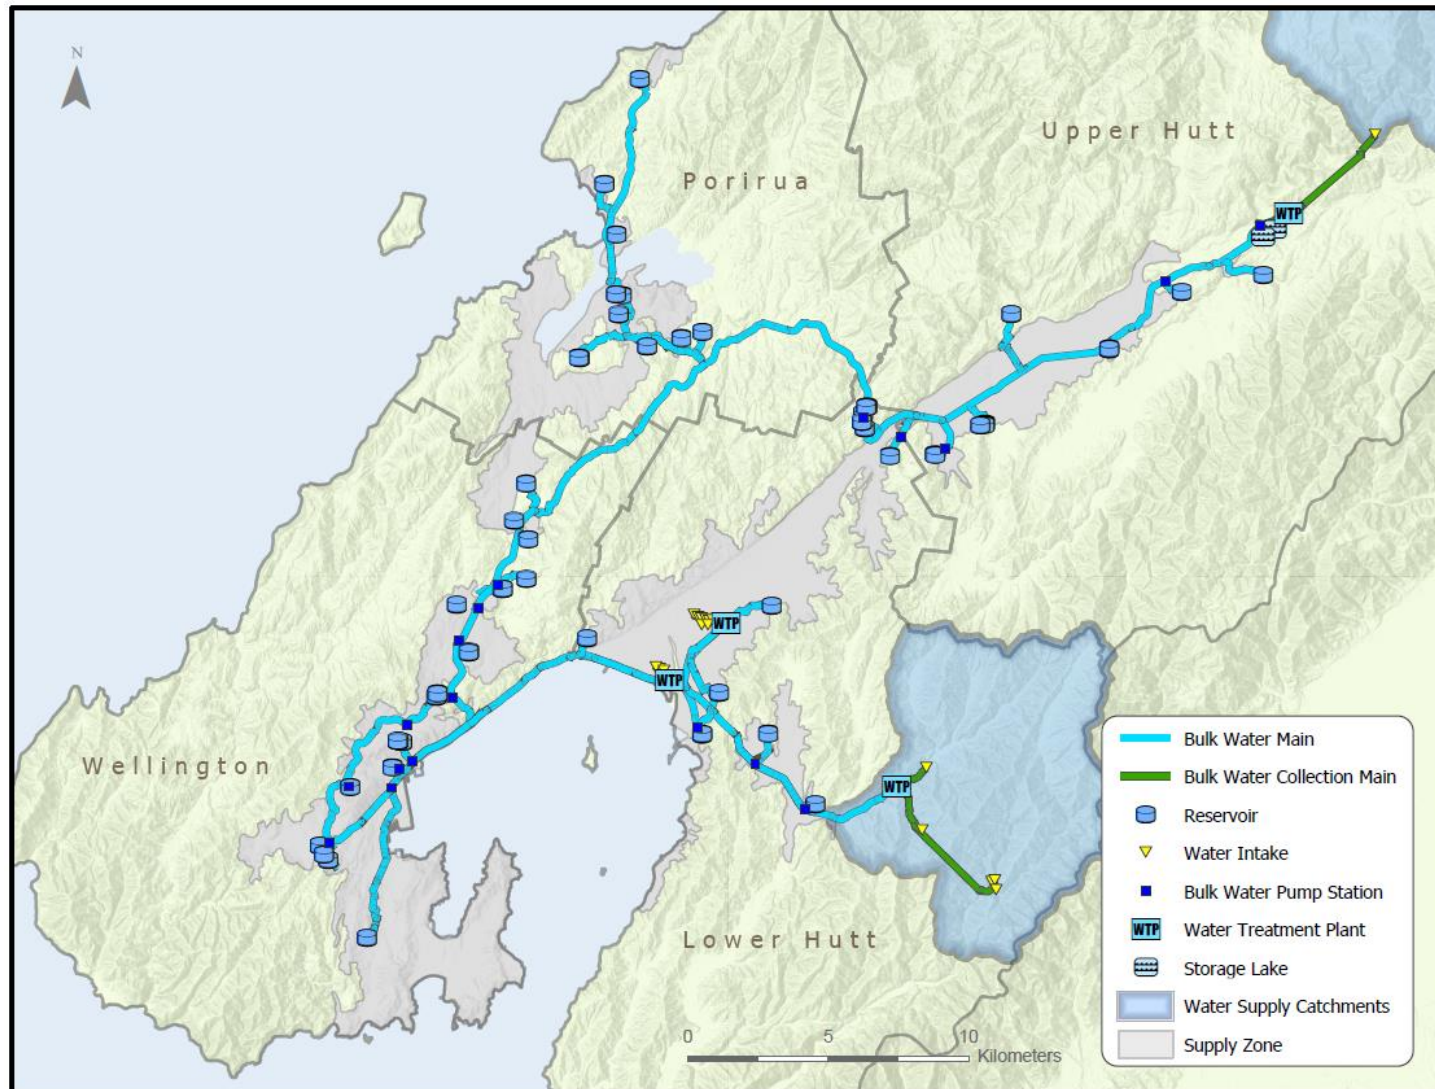 N
Upper Hutt
Porirua
WTP
WTP
WTP
WTP
Wellington
Lower Hutt
Bulk Water Main
Bulk Water Collection Main
Reservoir
Water Intake
Bulk Water Pump Station
WTP Water Treatment Plant
Storage Lake
Water Supply Catchments
Supply Zone
0 5 10
Kilometers